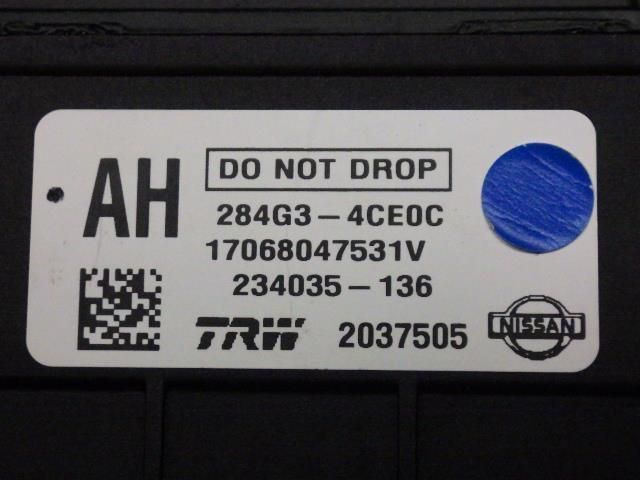 AH
DO NOT DROP
284G3-4CE0C
17068047531V
234035-136
TRW 2037505
NISSAN